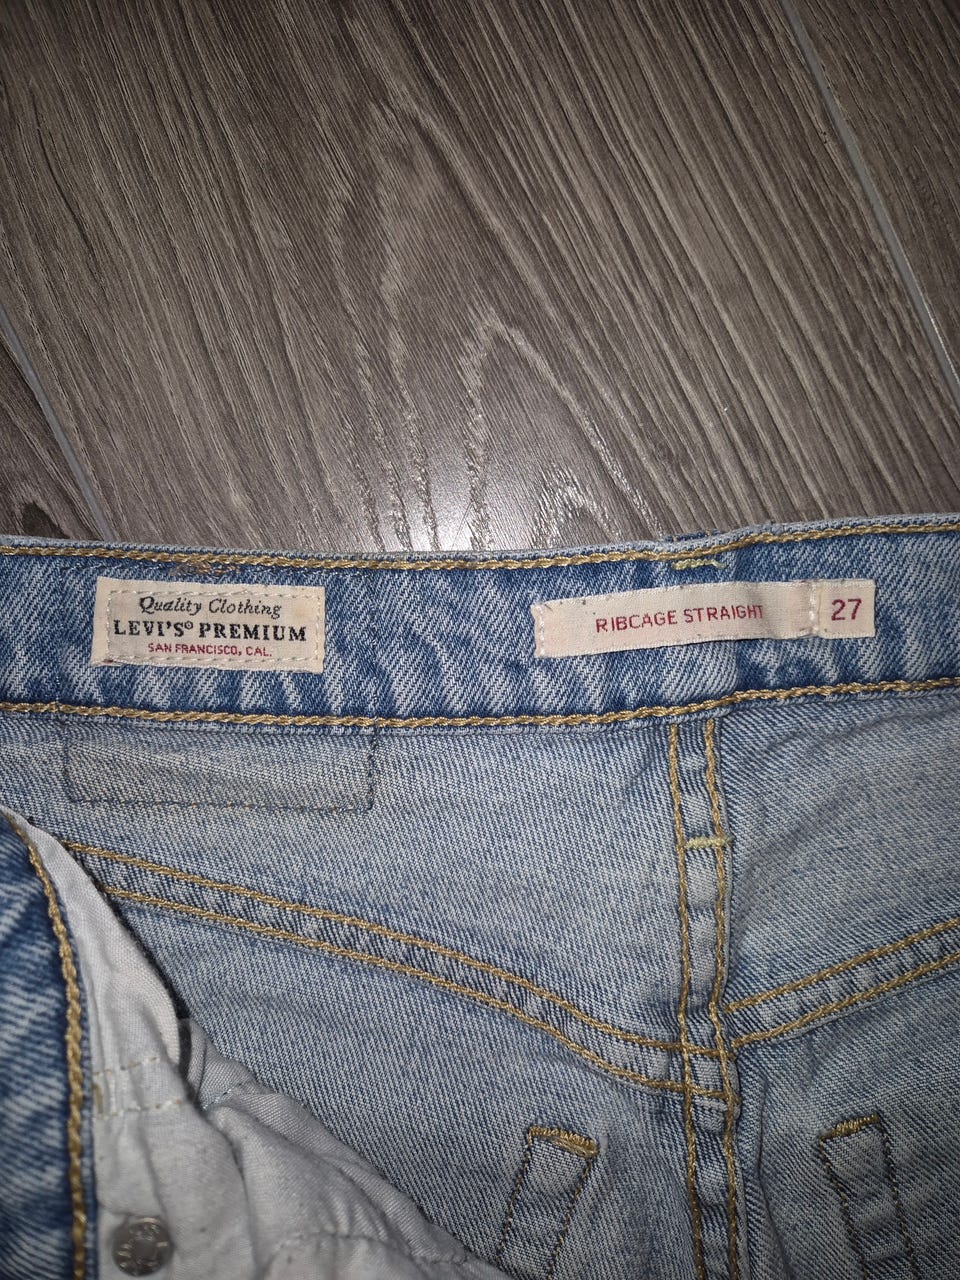 Quality Clothing
LEVI'S® PREMIUM
SAN FRANCISCO, CAL.
RIBCAGE STRAIGHT 27